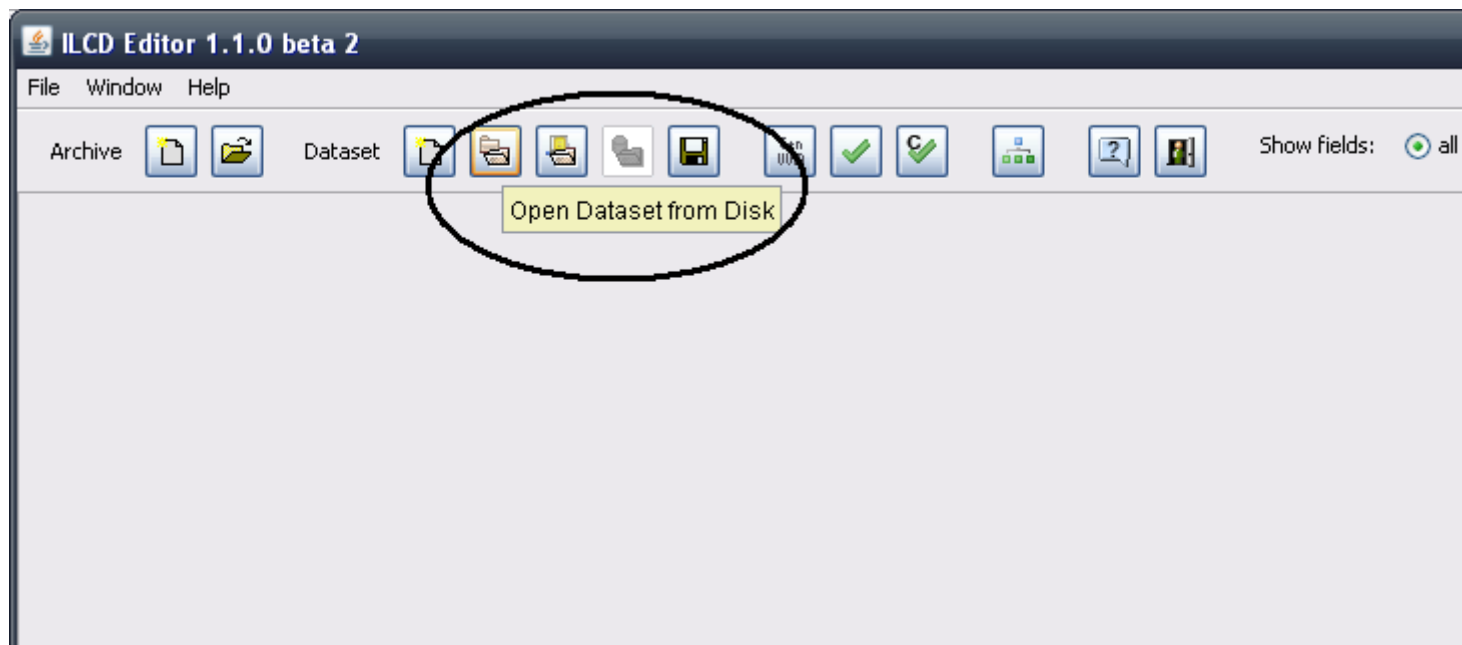 ILCD Editor 1.1.0 beta 2
File Window Help
Archive Dataset Show fields: all
Open Dataset from Disk